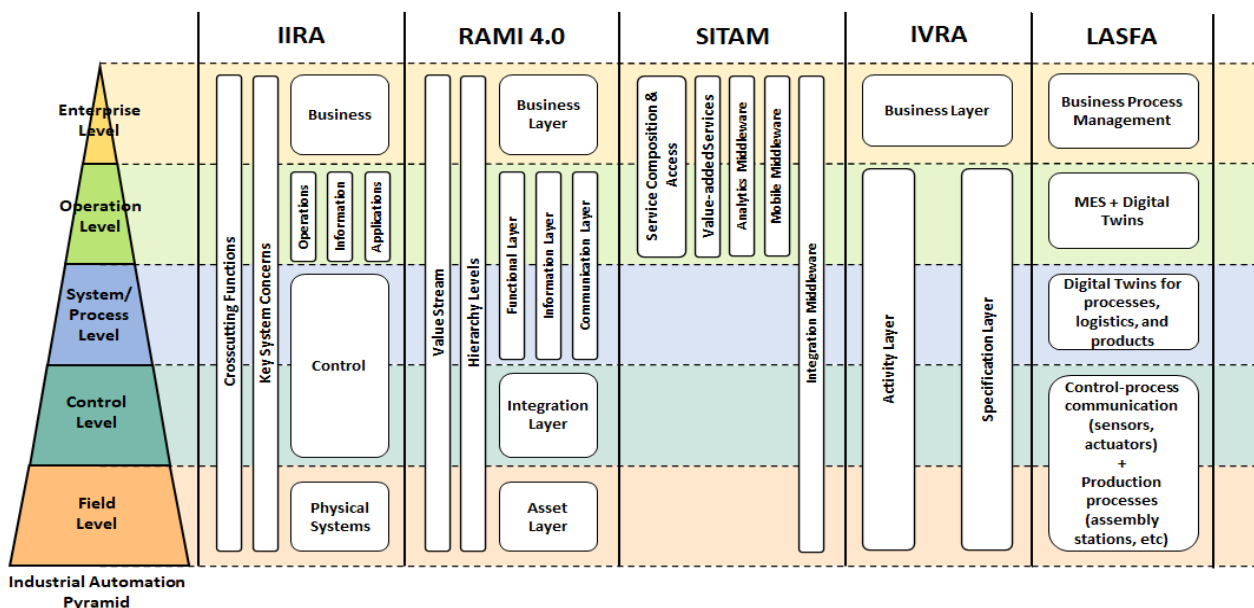 IIRA
RAMI 4.0
SITAM
IVRA
LASFA
Enterprise
Level
Operation
Level
System/
Process
Level
Control
Level
Field
Level
Industrial Automation
Pyramid
Crosscutting Functions
Key System Concerns
Business
Operations
Information
Applications
Control
Physical
Systems
Value Stream
Hierarchy Levels
Business
Layer
Functional Layer
Information Layer
Communication Layer
Integration
Layer
Asset
Layer
Service Composition &
Access
Value-added Services
Analytics Middleware
Mobile Middleware
Integration Middleware
Business Layer
Activity Layer
Specification Layer
Business Process
Management
MES + Digital
Twins
Digital Twins for
processes,
logistics, and
products
Control-process
communication
(sensors,
actuators)
+
Production
processes
(assembly
stations, etc)